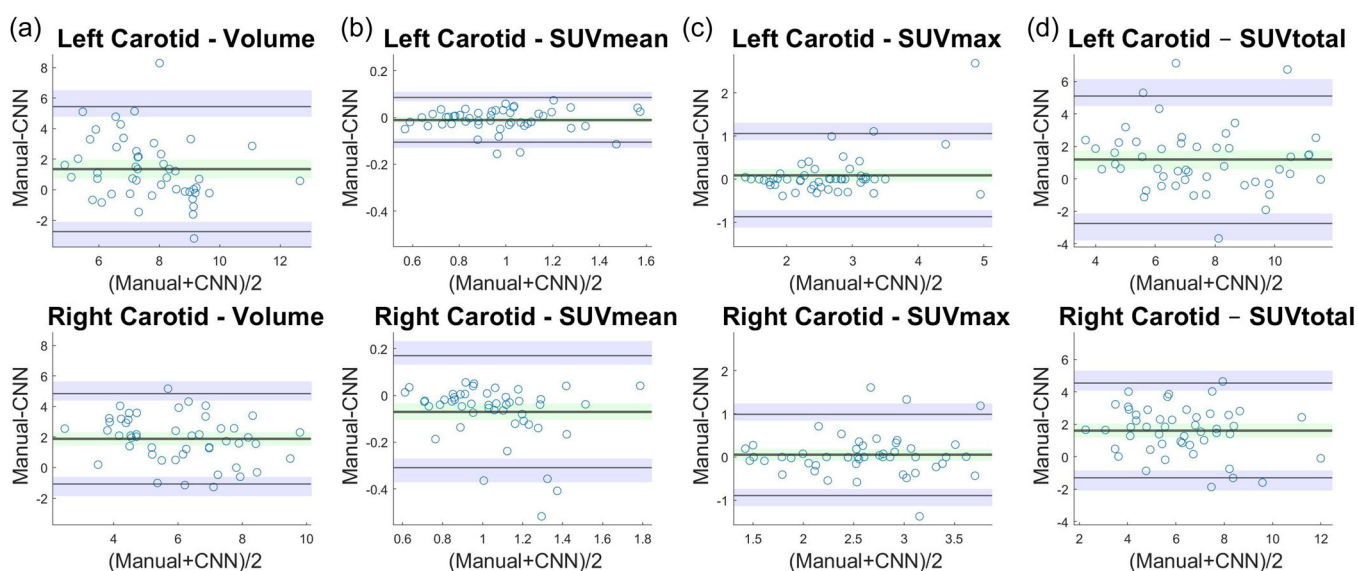 (a) Left Carotid - Volume
Manual-CNN
8
6
4
2
0
-2
6 8 10 12
(Manual+CNN)/2
(b) Left Carotid - SUVmean
Manual-CNN
0.2
0
-0.2
-0.4
0.6 0.8 1 1.2 1.4 1.6
(Manual+CNN)/2
(c) Left Carotid - SUVmax
Manual-CNN
2
1
0
-1
2 3 4 5
(Manual+CNN)/2
(d) Left Carotid – SUVtotal
Manual-CNN
6
4
2
0
-2
-4
4 6 8 10
(Manual+CNN)/2
Right Carotid - Volume
Manual-CNN
8
6
4
2
0
-2
4 6 8 10
(Manual+CNN)/2
Right Carotid - SUVmean
Manual-CNN
0.2
0
-0.2
-0.4
0.6 0.8 1 1.2 1.4 1.6 1.8
(Manual+CNN)/2
Right Carotid - SUVmax
Manual-CNN
2
1
0
-1
1.5 2 2.5 3 3.5
(Manual+CNN)/2
Right Carotid – SUVtotal
Manual-CNN
6
4
2
0
-2
-4
2 4 6 8 10 12
(Manual+CNN)/2